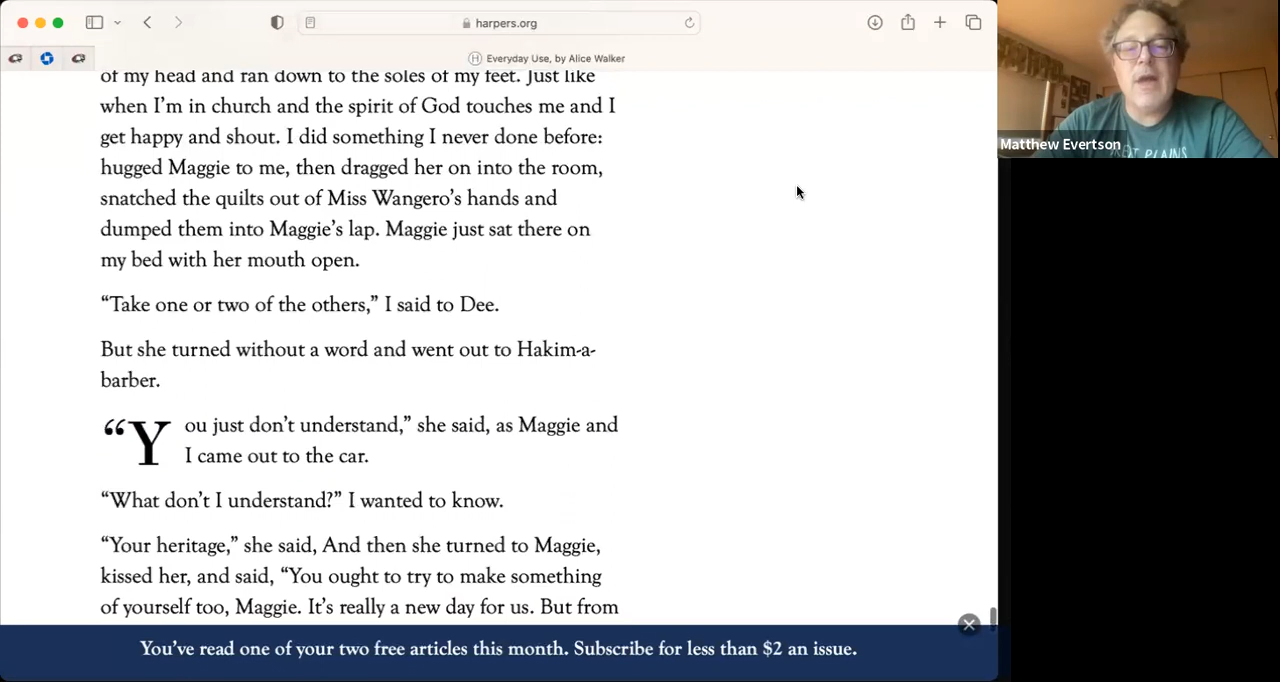 harpers.org
Everyday Use, by Alice Walker
of my head and ran down to the soles of my feet. Just like
when I'm in church and the spirit of God touches me and I
get happy and shout. I did something I never done before:
hugged Maggie to me, then dragged her on into the room,
snatched the quilts out of Miss Wangero's hands and
dumped them into Maggie's lap. Maggie just sat there on
my bed with her mouth open.
“Take one or two of the others,” I said to Dee.
But she turned without a word and went out to Hakim-a-
barber.
“You just don't understand,” she said, as Maggie and
I came out to the car.
“What don't I understand?” I wanted to know.
“Your heritage,” she said, And then she turned to Maggie,
kissed her, and said, “You ought to try to make something
of yourself too, Maggie. It's really a new day for us. But from
You've read one of your two free articles this month. Subscribe for less than $2 an issue.
Matthew Evertson
PLAINS